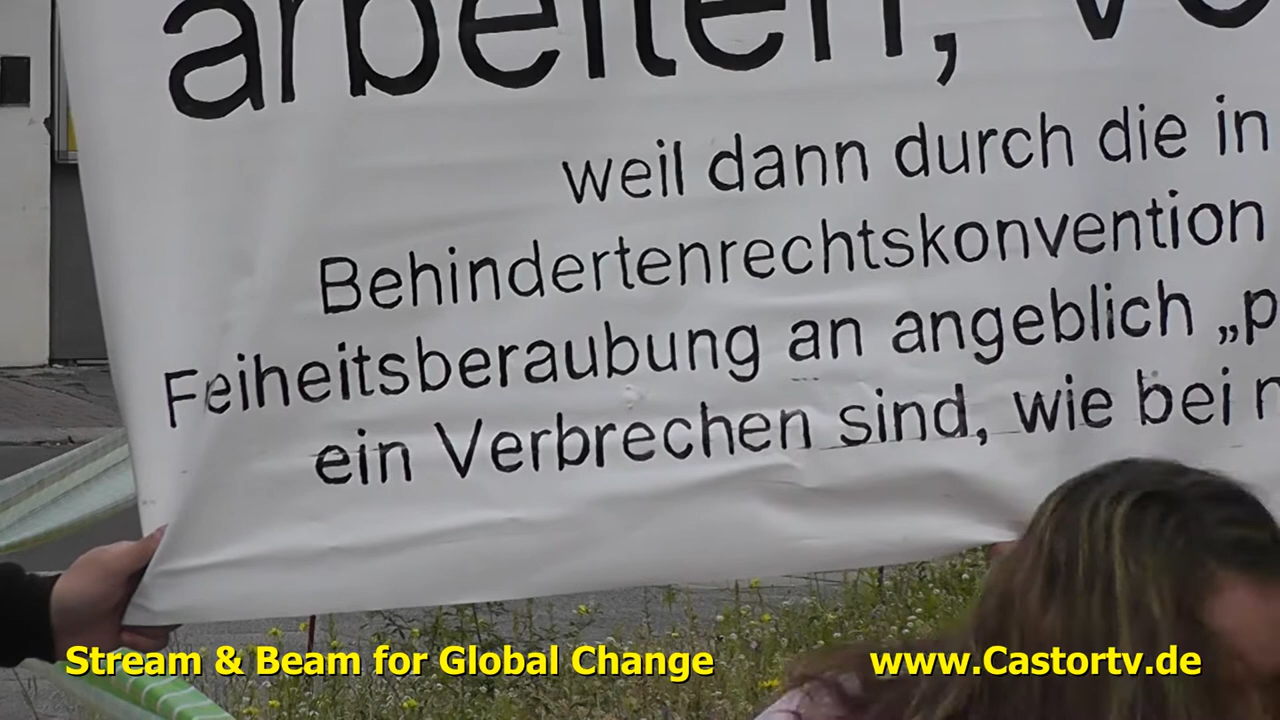 arbeiten, ve
weil dann durch die in
Behindertenrechtskonvention
Feiheitsberaubung an angeblich „p
ein Verbrechen sind, wie bei n
Stream & Beam for Global Change
www.Castortv.de